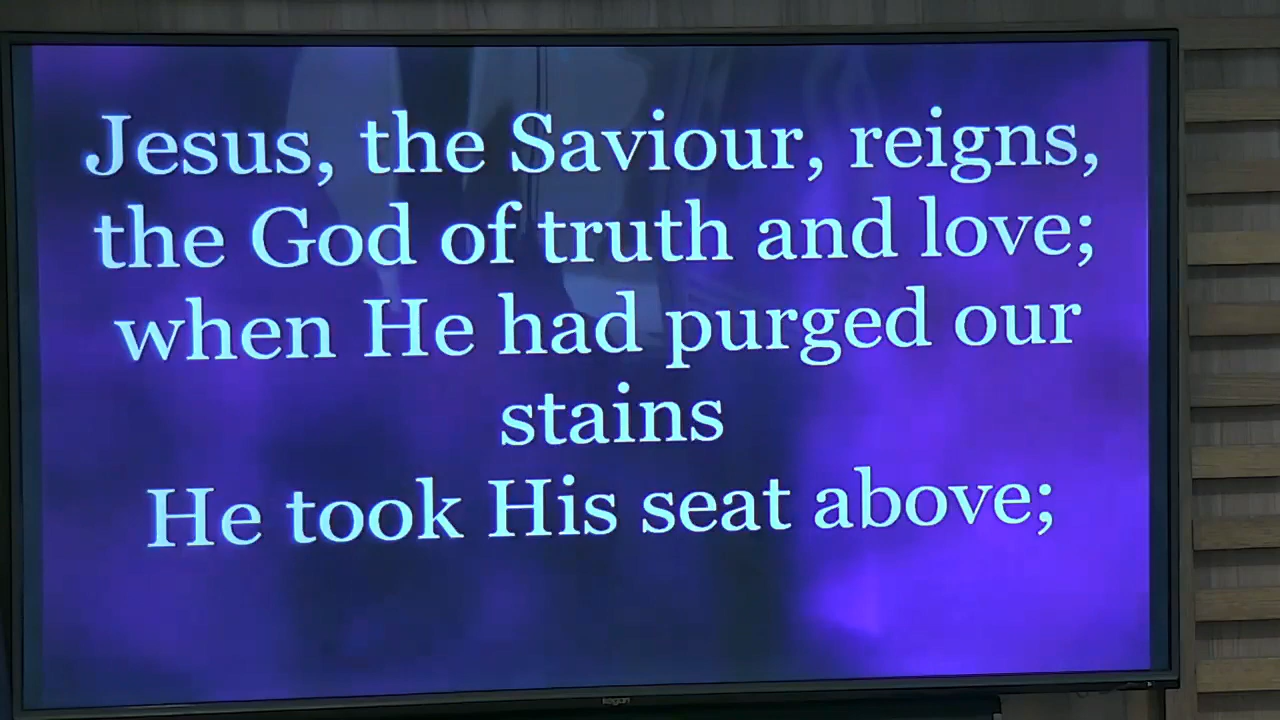 Jesus, the Saviour, reigns,
the God of truth and love;
when He had purged our
stains
He took His seat above;